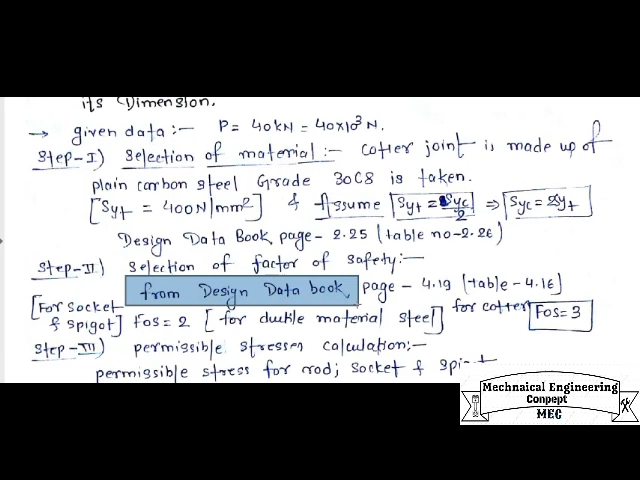 its Dimension.
→ given data:- P = 40kN = 40×10³ N.
Step-I) Selection of material:- Cotter joint is made up of
plain carbon steel Grade 30C8 is taken.
[Syt = 400N/mm²] & Assume Syt = Syc/2 ⇒ Syc = 2Syt
Design Data Book page - 2.25 (table no-2.26)
Step-II) Selection of factor of safety:-
from Design Data book, page - 4.19 (table - 4.16)
[For socket & spigot] FOS = 2 [for ductile material steel] for cotter FOS = 3
Step-III) permissible stresses calculation:-
permissible stress for rod; socket &
Mechnaical Engineering
Conpept
MEC